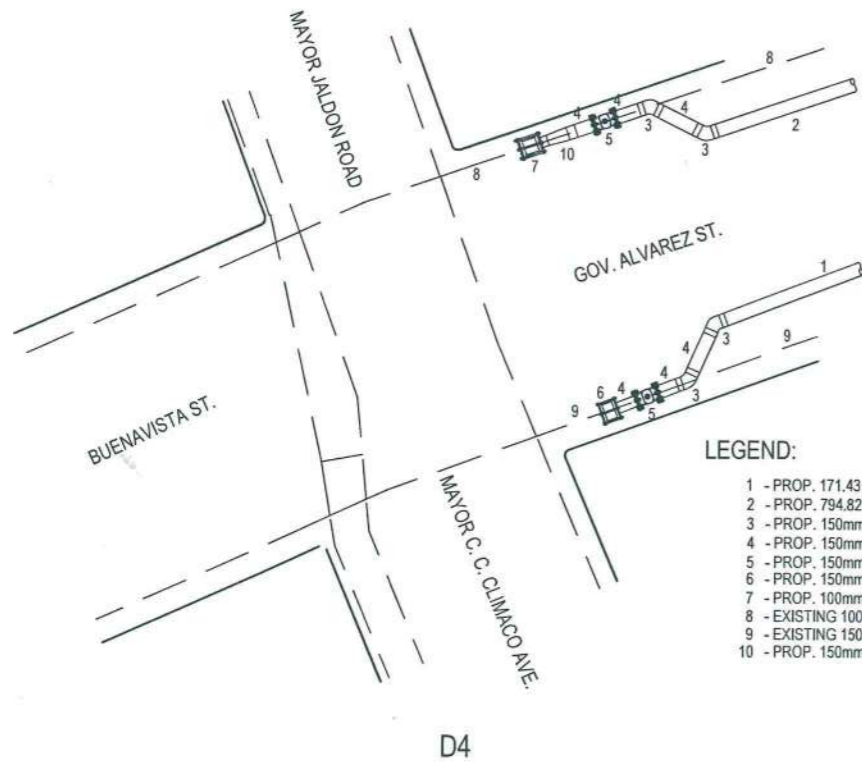 MAYOR JALDON ROAD
8
4
4
4
3
2
5
3
7
10
8
GOV. ALVAREZ ST.
1
3
4
9
4
6
4
3
5
9
BUENAVISTA ST.
MAYOR C. C. CLIMACO AVE.
LEGEND:
1 - PROP. 171.43
2 - PROP. 794.82
3 - PROP. 150mm
4 - PROP. 150mm
5 - PROP. 150mm
6 - PROP. 150mm
7 - PROP. 100mm
8 - EXISTING 100
9 - EXISTING 150
10 - PROP. 150mm
D4